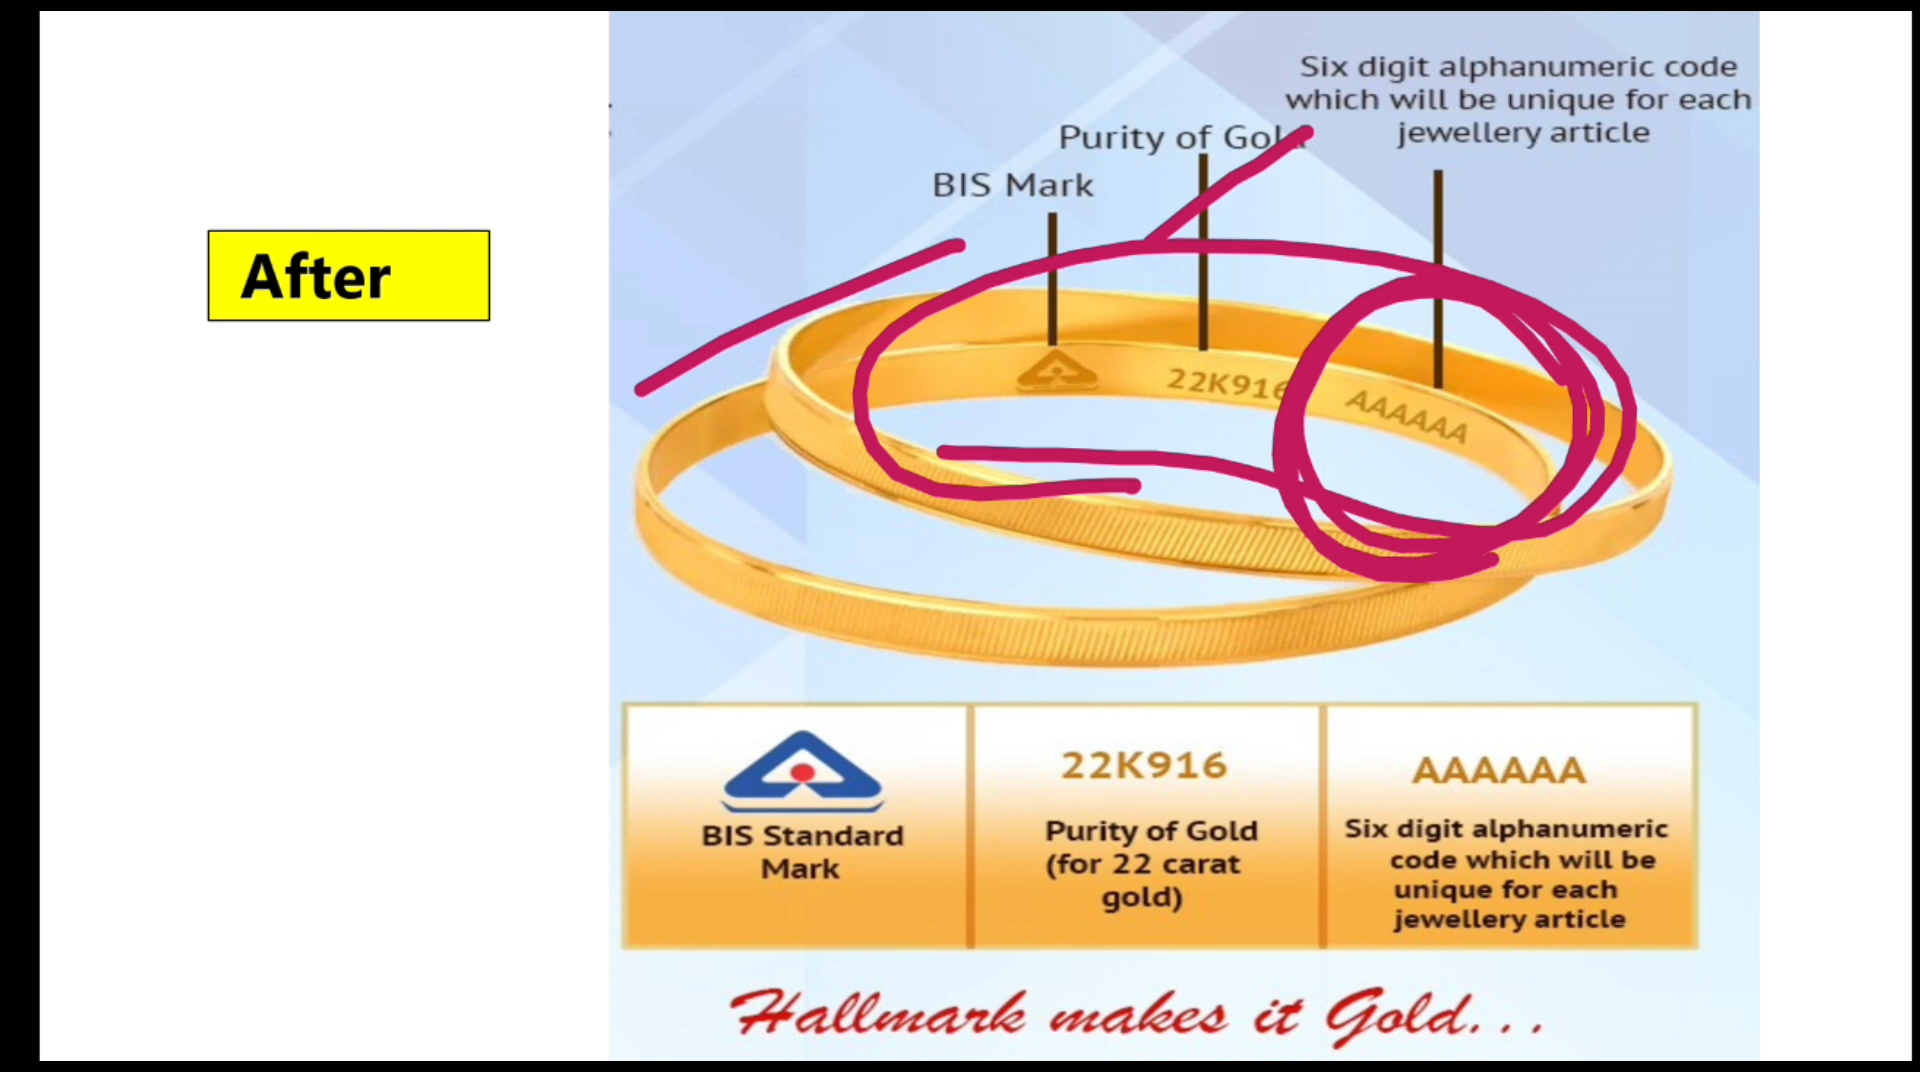 After
Six digit alphanumeric code
which will be unique for each
jewellery article
Purity of Gold
BIS Mark
22K916
AAAAAA
22K916
AAAAAA
BIS Standard
Mark
Purity of Gold
(for 22 carat
gold)
Six digit alphanumeric
code which will be
unique for each
jewellery article
Hallmark makes it Gold...